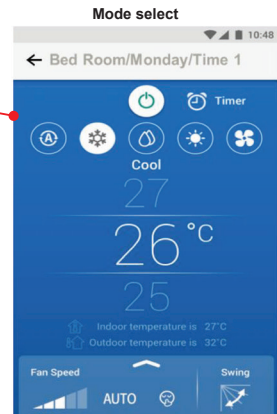 Mode select
10:48
Bed Room/Monday/Time 1
Timer
A
Cool
27
26°C
25
Indoor temperature is 27°C
Outdoor temperature is 32°C
Fan Speed
Swing
AUTO